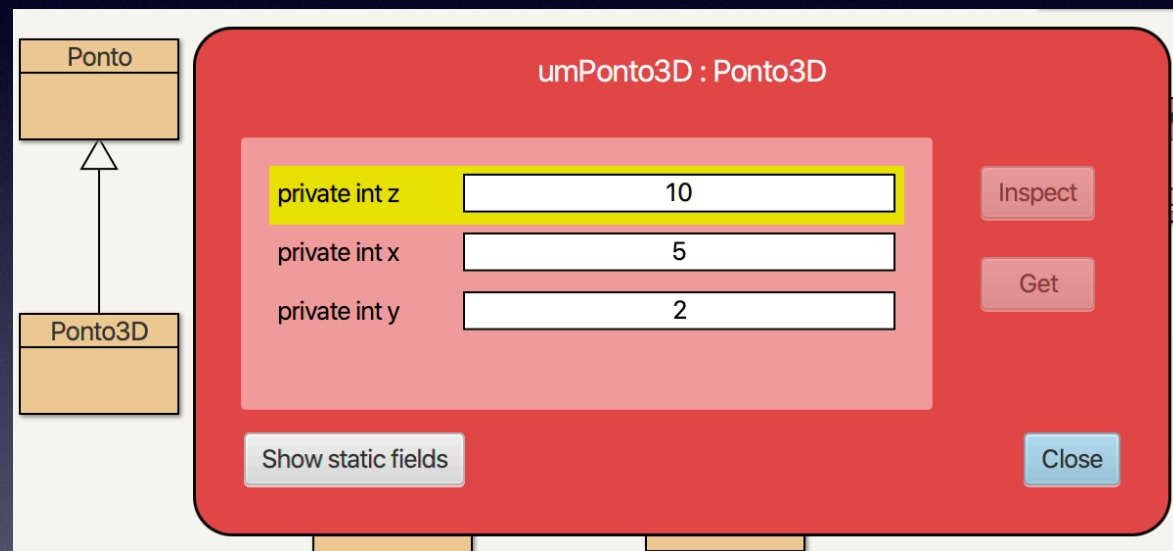 Ponto
umPonto3D : Ponto3D
private int z 10
Inspect
private int x 5
Get
private int y 2
Ponto3D
Show static fields
Close